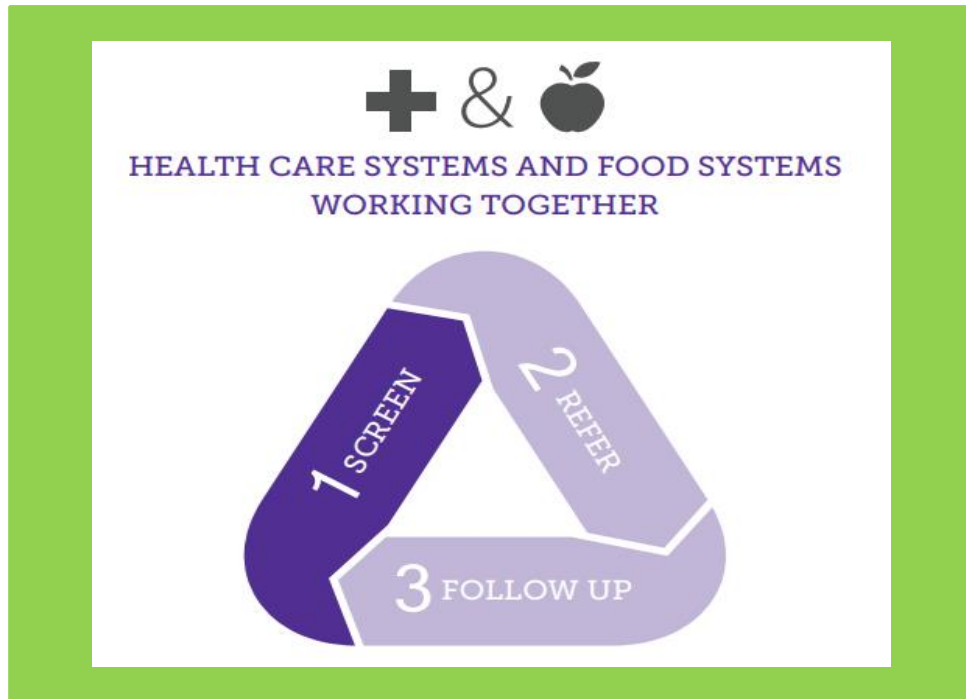 &
HEALTH CARE SYSTEMS AND FOOD SYSTEMS
WORKING TOGETHER
1 SCREEN
2 REFER
3 FOLLOW UP